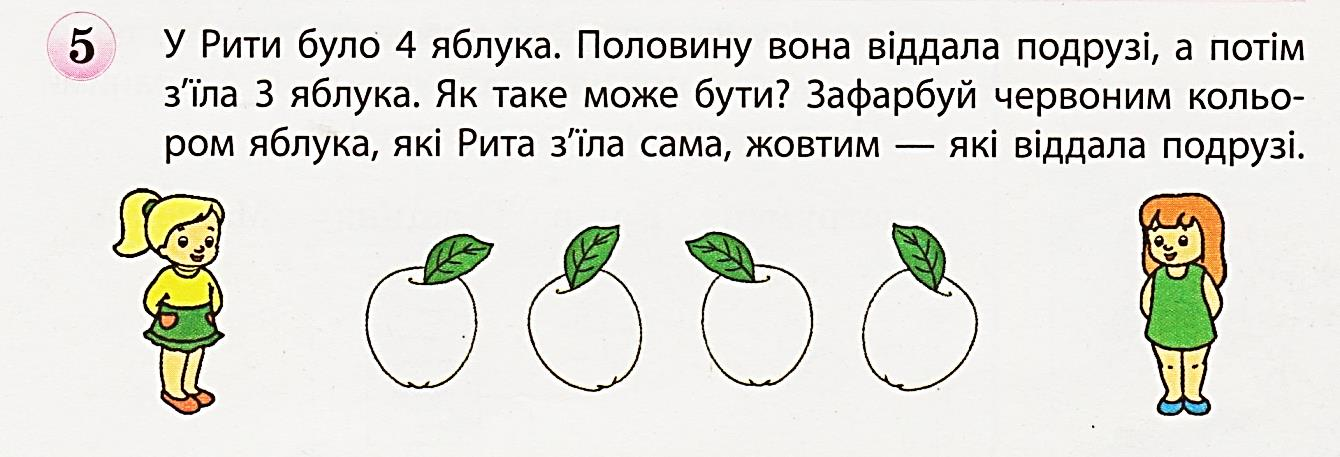 5
У Рити було 4 яблука. Половину вона віддала подрузі, а потім
з’їла 3 яблука. Як таке може бути? Зафарбуй червоним кольо-
ром яблука, які Рита з’їла сама, жовтим — які віддала подрузі.